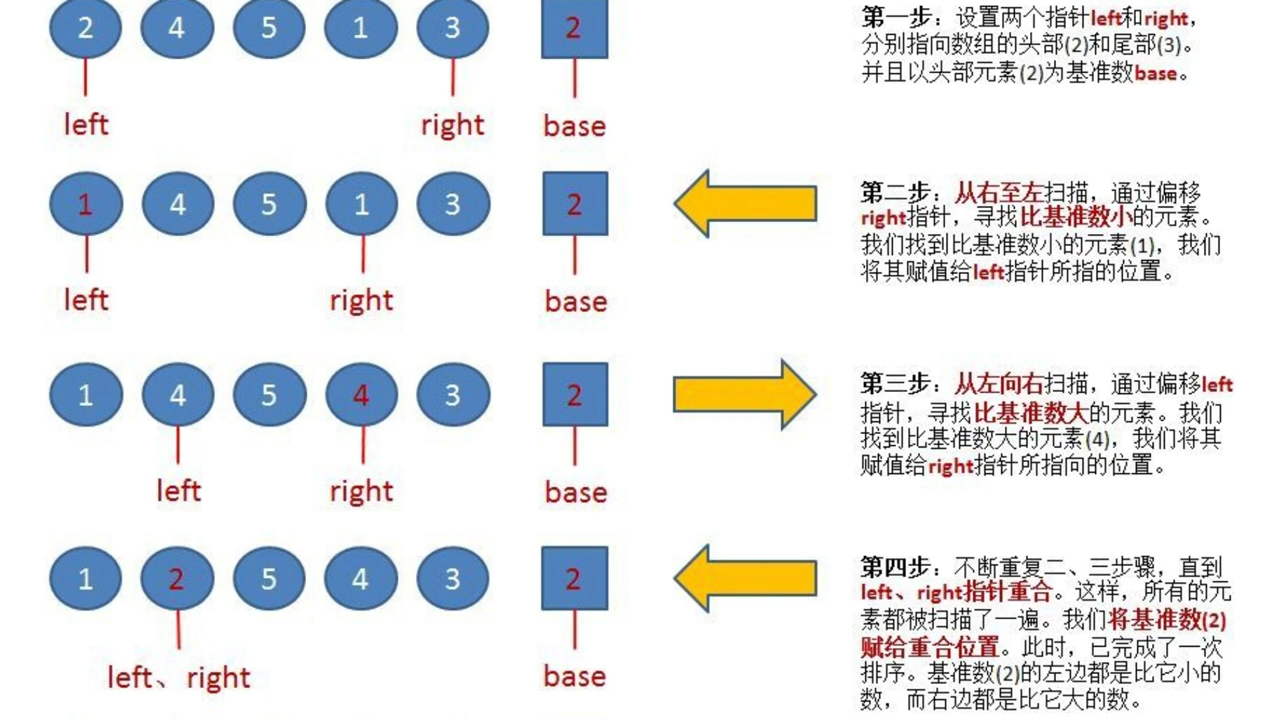 2 4 5 1 3 2
left right base
第一步：设置两个指针left和right，
分别指向数组的头部(2)和尾部(3)。
并且以头部元素(2)为基准数base。
1 4 5 1 3 2
left right base
第二步：从右至左扫描，通过偏移
right指针，寻找比基准数小的元素。
我们找到比基准数小的元素(1)，我们
将其赋值给left指针所指的位置。
1 4 5 4 3 2
left right base
第三步：从左向右扫描，通过偏移left
指针，寻找比基准数大的元素。我们
找到比基准数大的元素(4)，我们将其
赋值给right指针所指向的位置。
1 2 5 4 3 2
left、right base
第四步：不断重复二、三步骤，直到
left、right指针重合。这样，所有的元
素都被扫描了一遍。我们将基准数(2)
赋给重合位置。此时，已完成了一次
排序。基准数(2)的左边都是比它小的
数，而右边都是比它大的数。